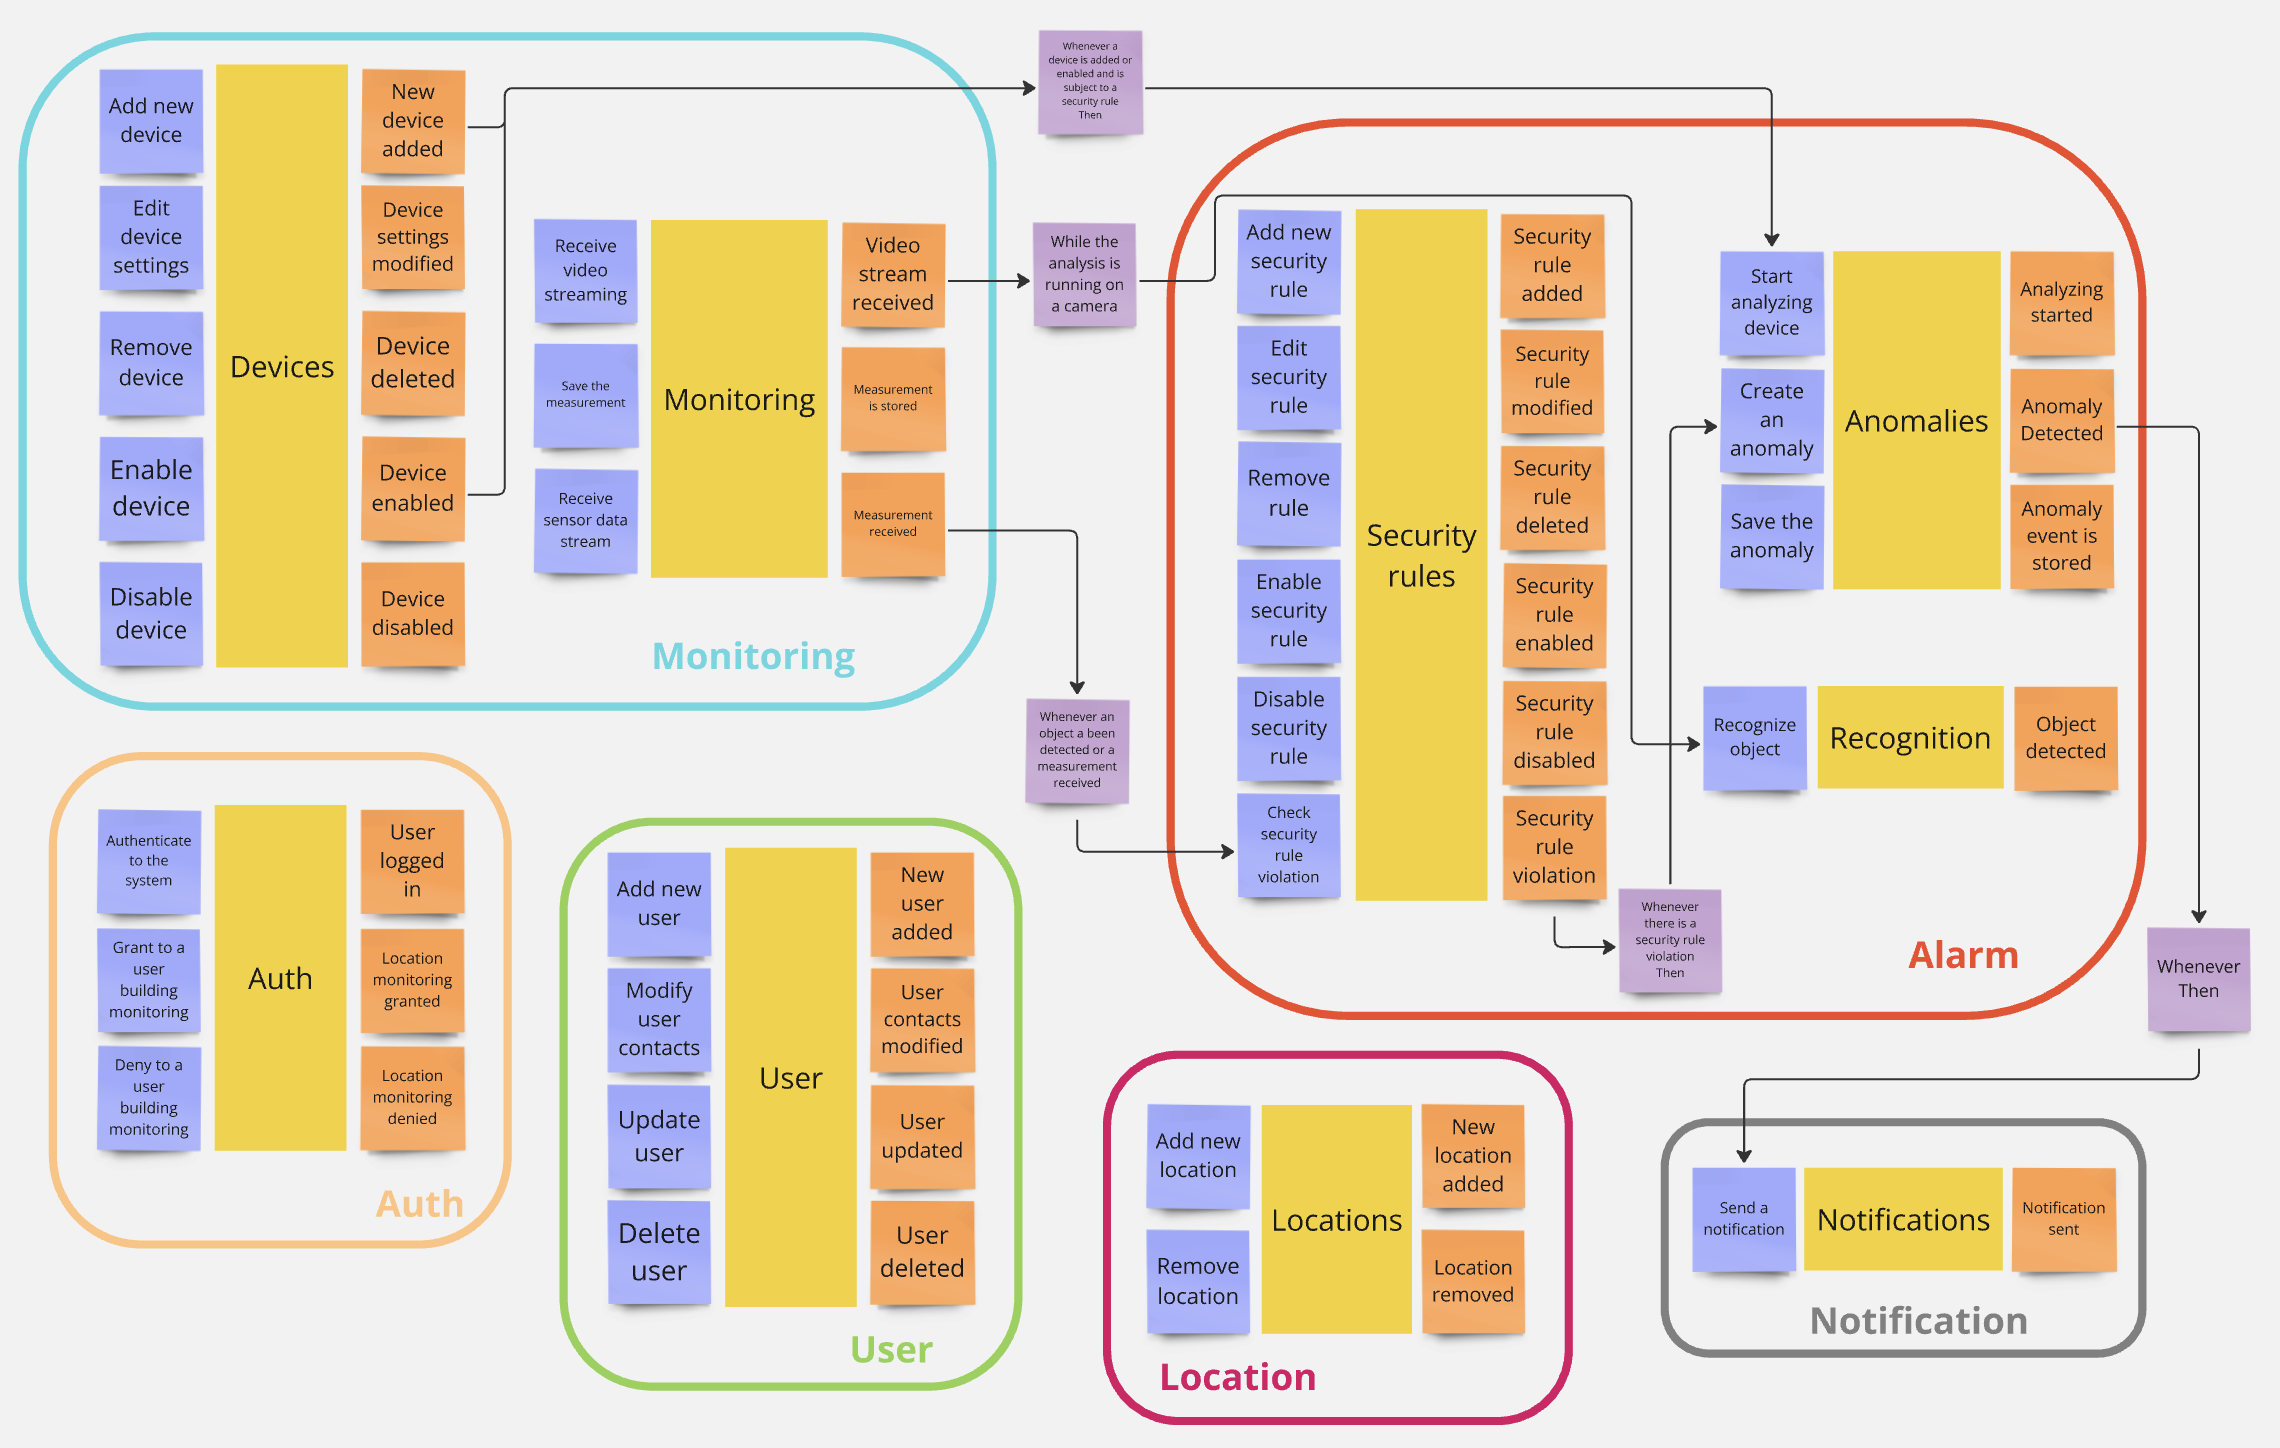 Add new
device
Edit
device
settings
Remove
device
Enable
device
Disable
device
Devices
New
device
added
Device
settings
modified
Device
deleted
Device
enabled
Device
disabled
Receive
video
streaming
Save the
measurement
Receive
sensor data
stream
Monitoring
Video
stream
received
Measurement
is stored
Measurement
received
Monitoring
Whenever a
device is added or
enabled and is
subject to a
security rule
Then
While the
analysis is
running on
a camera
Whenever an
object a been
detected or a
measurement
received
Add new
security
rule
Edit
security
rule
Remove
rule
Enable
security
rule
Disable
security
rule
Check
security
rule
violation
Security
rules
Security
rule
added
Security
rule
modified
Security
rule
deleted
Security
rule
enabled
Security
rule
disabled
Security
rule
violation
Whenever
there is a
security rule
violation
Then
Start
analyzing
device
Create
an
anomaly
Save the
anomaly
Anomalies
Analyzing
started
Anomaly
Detected
Anomaly
event is
stored
Recognize
object
Recognition
Object
detected
Alarm
Whenever
Then
Authenticate
to the
system
Grant to a
user
building
monitoring
Deny to a
user
building
monitoring
Auth
User
logged
in
Location
monitoring
granted
Location
monitoring
denied
Auth
Add new
user
Modify
user
contacts
Update
user
Delete
user
User
New
user
added
User
contacts
modified
User
updated
User
deleted
User
Add new
location
Remove
location
Locations
New
location
added
Location
removed
Location
Send a
notification
Notifications
Notification
sent
Notification